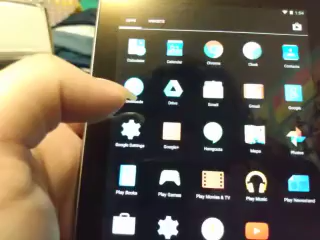 APPS WIDGETS
Calculator Calendar Chrome Clock Contacts
Drive Email Gmail Google
Google Settings Google+ Hangouts Maps Photos
Play Books Play Games Play Movies & TV Play Music Play Newsstand